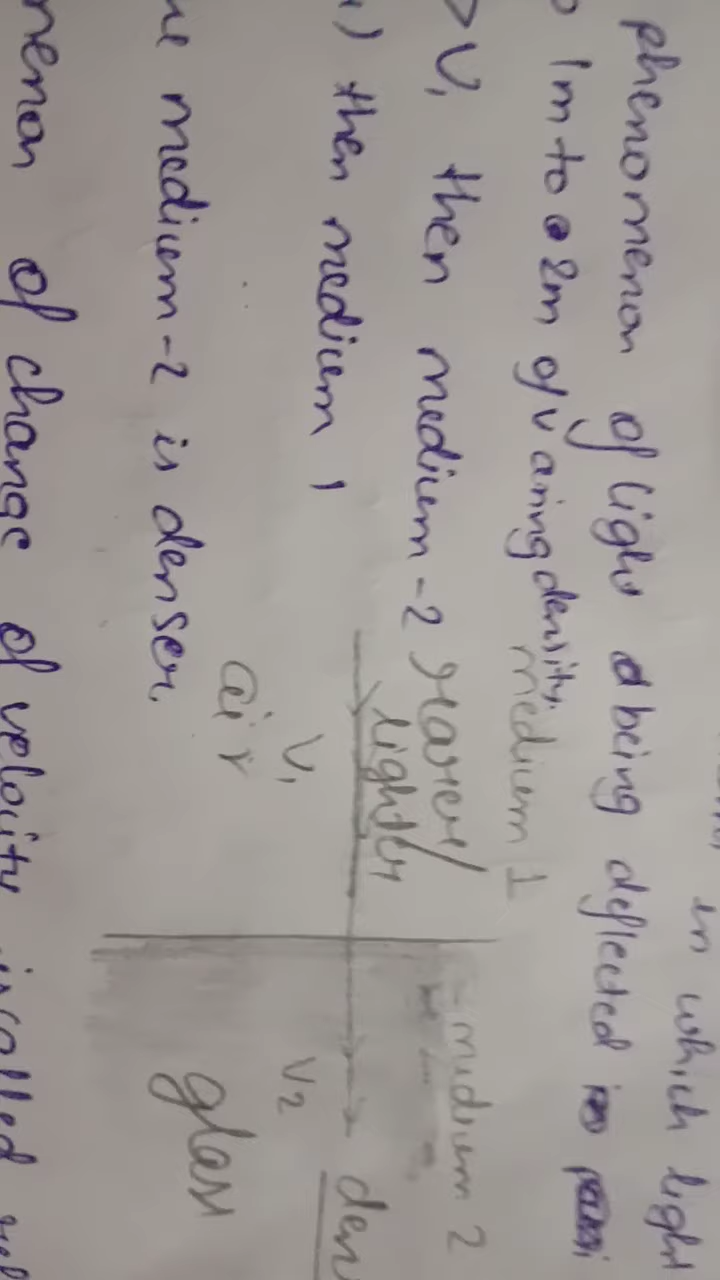 in which light
phenomenon of light being deflected
1m to 2m of varing density.
> V, then medium-2
) then medium 1
medium-2 is denser.
menon of change of velocity is called
medium 1
rarer/
lighter
V1
air
medium 2
den
V2
glass